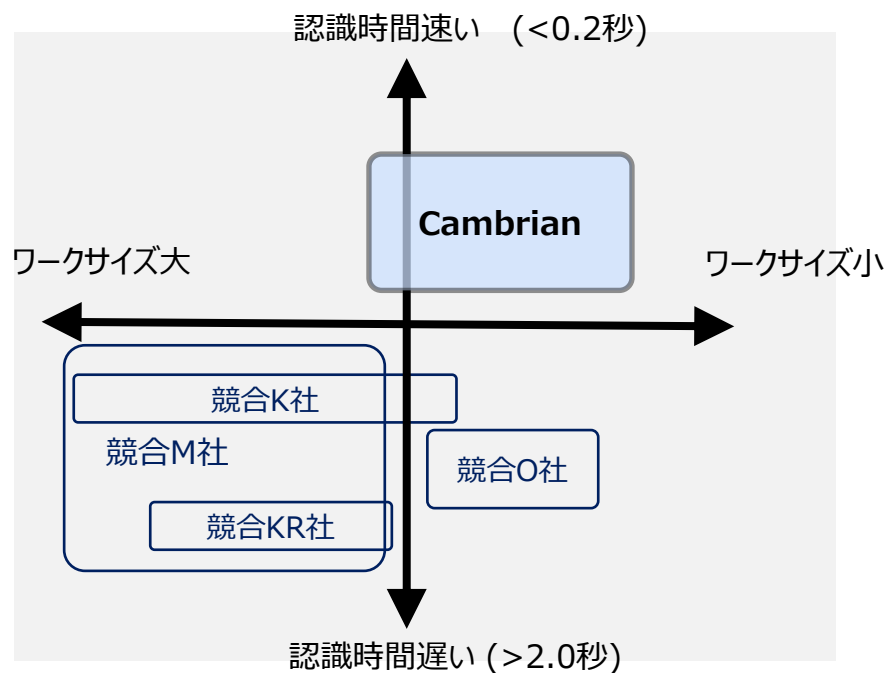 認識時間速い (<0.2秒)
Cambrian
ワークサイズ大
ワークサイズ小
競合K社
競合M社
競合O社
競合KR社
認識時間遅い (>2.0秒)